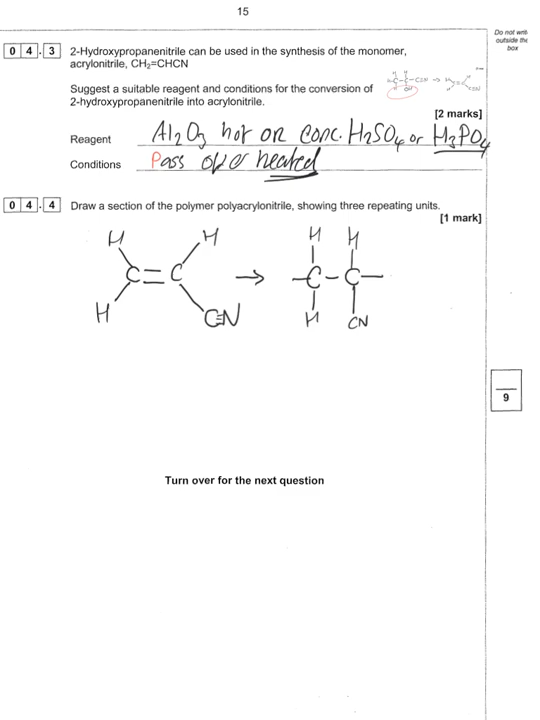 15
Do not write
outside the
box
0 4 . 3 2-Hydroxypropanenitrile can be used in the synthesis of the monomer,
acrylonitrile, CH₂=CHCN
Suggest a suitable reagent and conditions for the conversion of
2-hydroxypropanenitrile into acrylonitrile.
[2 marks]
Reagent Al₂O₃ hot or conc. H₂SO₄ or H₃PO₄
Conditions Pass over heated
0 4 . 4 Draw a section of the polymer polyacrylonitrile, showing three repeating units.
[1 mark]
H H H H
C=C → -C-C-
H C≡N H CN
9
Turn over for the next question